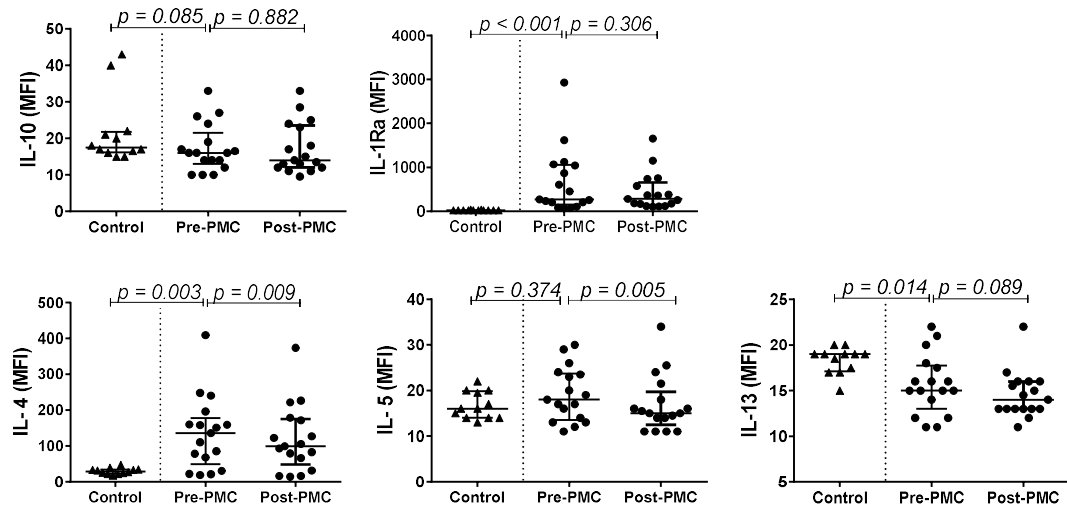 p = 0.085 p = 0.882
50
40
30
20
10
0
IL-10 (MFI)
Control Pre-PMC Post-PMC
p < 0.001 p = 0.306
4000
3000
2000
1000
0
IL-1Ra (MFI)
Control Pre-PMC Post-PMC
p = 0.003 p = 0.009
500
400
300
200
100
0
IL- 4 (MFI)
Control Pre-PMC Post-PMC
p = 0.374 p = 0.005
40
30
20
10
0
IL- 5 (MFI)
Control Pre-PMC Post-PMC
p = 0.014 p = 0.089
25
20
15
10
5
IL-13 (MFI)
Control Pre-PMC Post-PMC